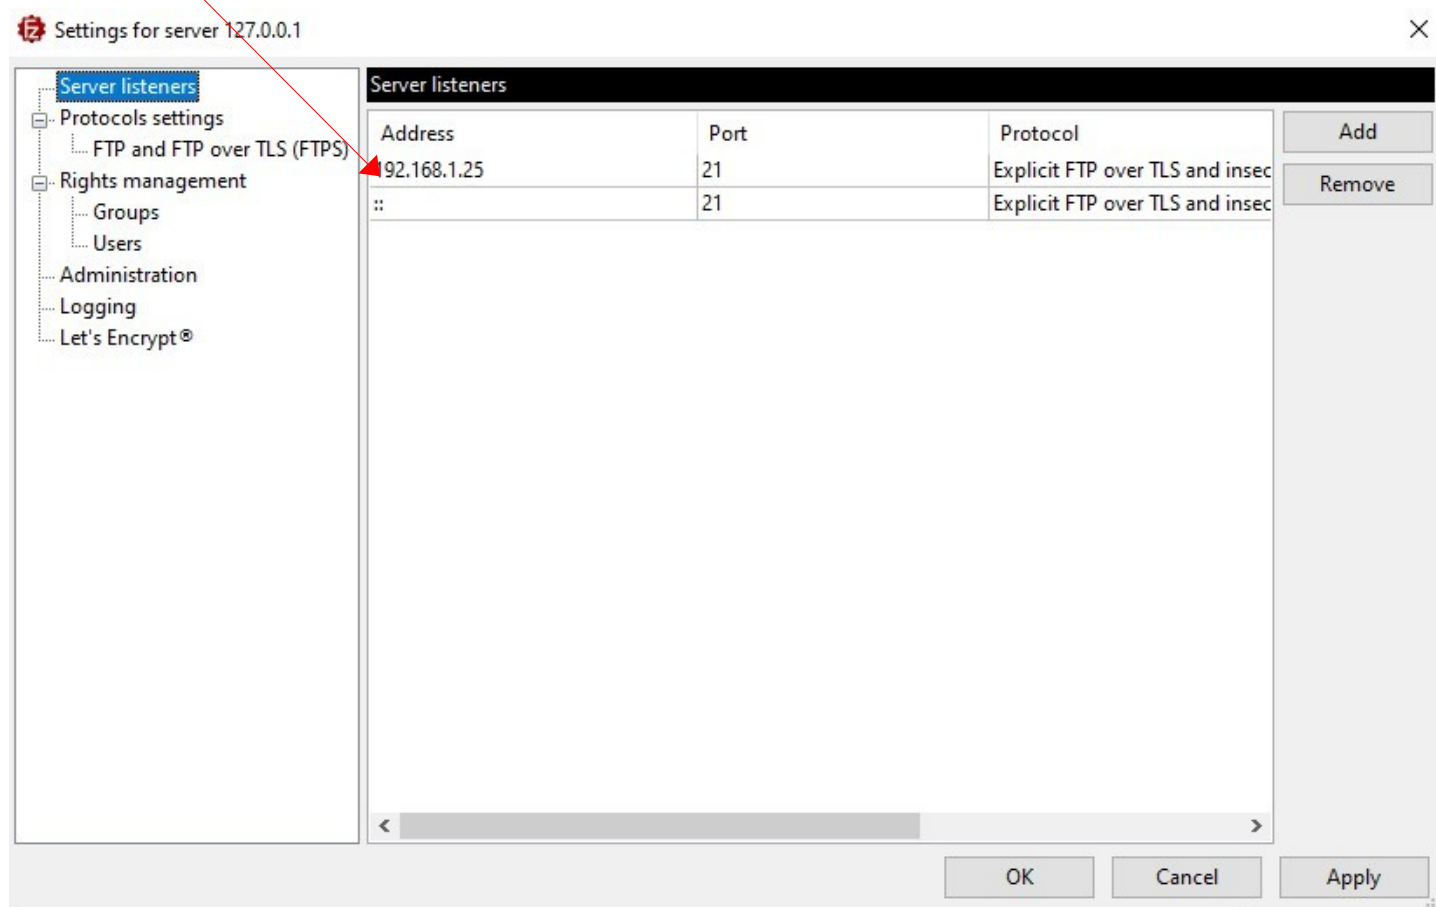 Settings for server 127.0.0.1
Server listeners
Protocols settings
FTP and FTP over TLS (FTPS)
Rights management
Groups
Users
Administration
Logging
Let's Encrypt®
Server listeners
Address Port Protocol
192.168.1.25 21 Explicit FTP over TLS and insec
:: 21 Explicit FTP over TLS and insec
Add
Remove
OK Cancel Apply